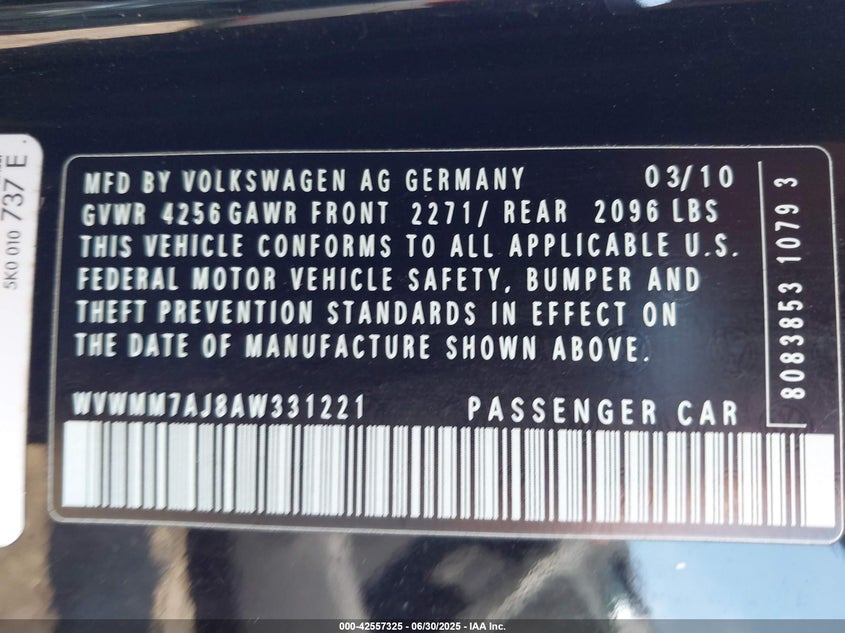 MFD BY VOLKSWAGEN AG GERMANY 03/10
GVWR 4256 GAWR FRONT 2271/ REAR 2096 LBS
THIS VEHICLE CONFORMS TO ALL APPLICABLE U.S.
FEDERAL MOTOR VEHICLE SAFETY, BUMPER AND
THEFT PREVENTION STANDARDS IN EFFECT ON
THE DATE OF MANUFACTURE SHOWN ABOVE.
WVWMM7AJ8AW331221 PASSENGER CAR
8083853 1079 3
5K0 010 737 E
000-42557325 | 06/30/2025 | IAA Inc.